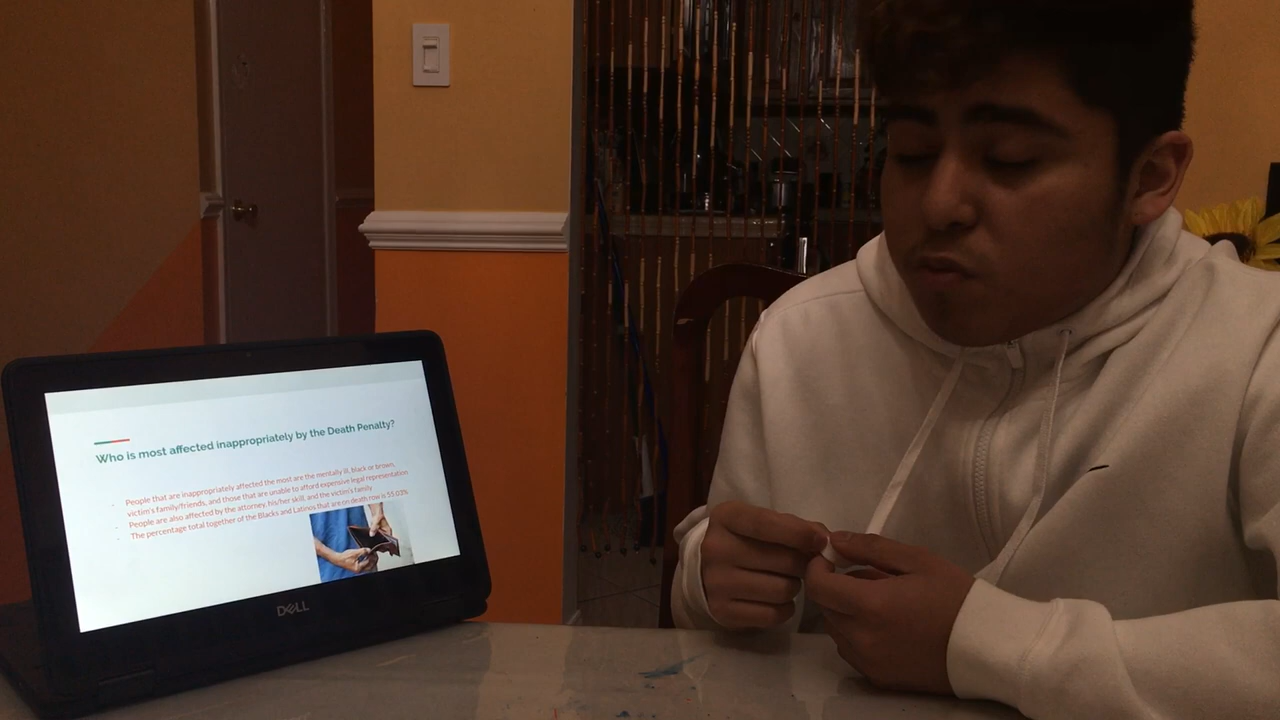 Who is most affected inappropriately by the Death Penalty?
- People that are inappropriately affected the most are the mentally ill, black or brown,
victim's family/friends, and those that are unable to afford expensive legal representation
- People are also affected by the attorney, his/her skill, and the victim's family
- The percentage total together of the Blacks and Latinos that are on death row is 55.03%
DELL